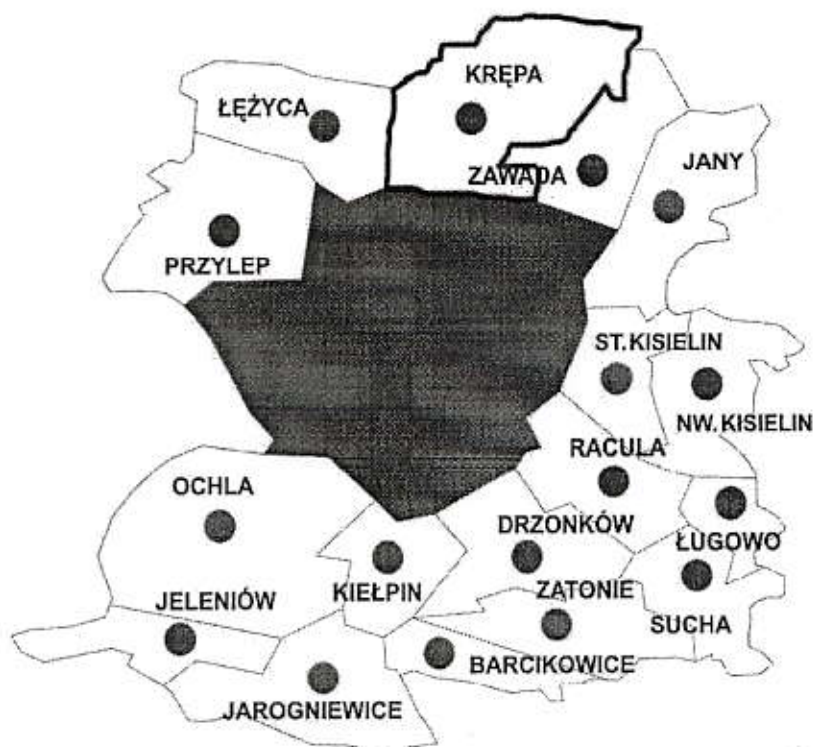 KRĘPA
ŁĘŻYCA
ZAWADA
JANY
PRZYLEP
ST.KISIELIN
NW.KISIELIN
RACULA
OCHLA
DRZONKÓW
ŁUGOWO
KIEŁPIN
ZATONIE
JELENIÓW
SUCHA
BARCIKOWICE
JAROGNIEWICE